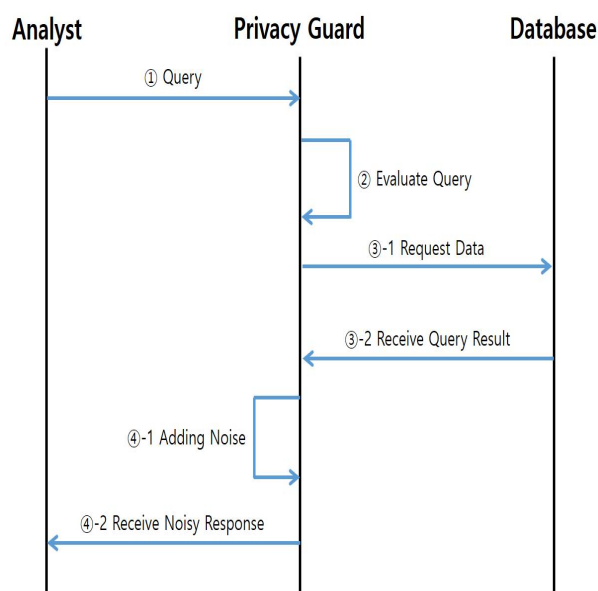 Analyst Privacy Guard Database
① Query
② Evaluate Query
③-1 Request Data
③-2 Receive Query Result
④-1 Adding Noise
④-2 Receive Noisy Response